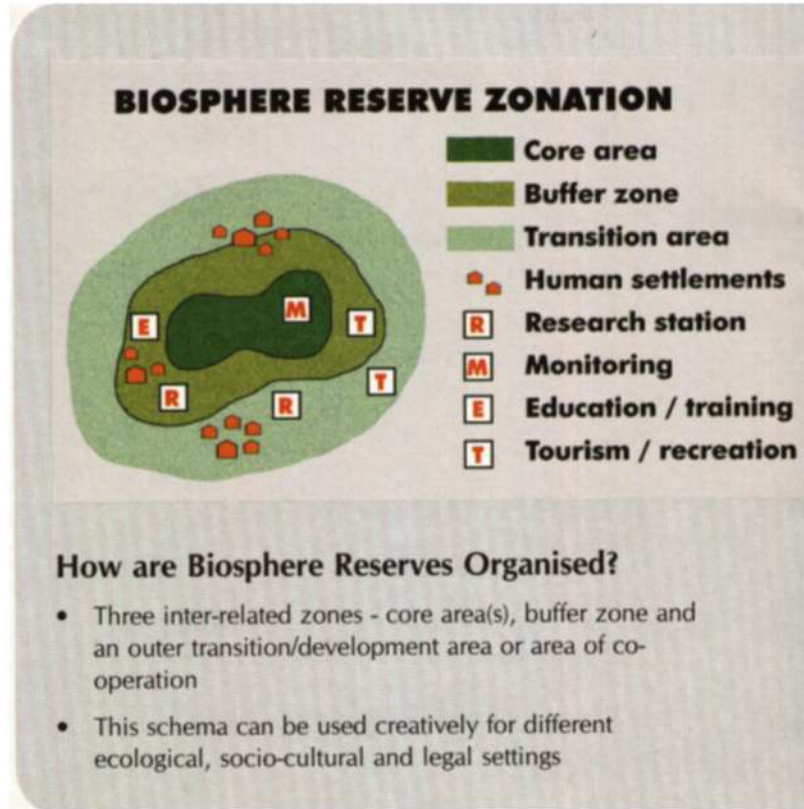 BIOSPHERE RESERVE ZONATION
Core area
Buffer zone
Transition area
Human settlements
R Research station
M Monitoring
E Education / training
T Tourism / recreation
M
E
T
R
R
T
How are Biosphere Reserves Organised?
• Three inter-related zones - core area(s), buffer zone and
an outer transition/development area or area of co-
operation
• This schema can be used creatively for different
ecological, socio-cultural and legal settings